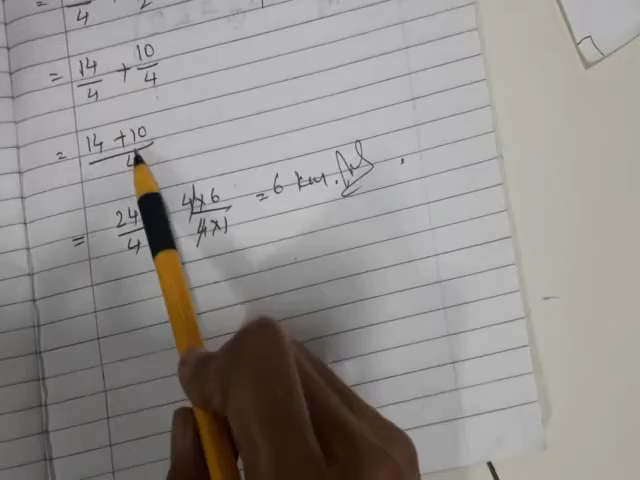 = 14/4 + 10/4
= 14 + 10/4
= 24/4 4×6/4×1 = 6 km. Ans